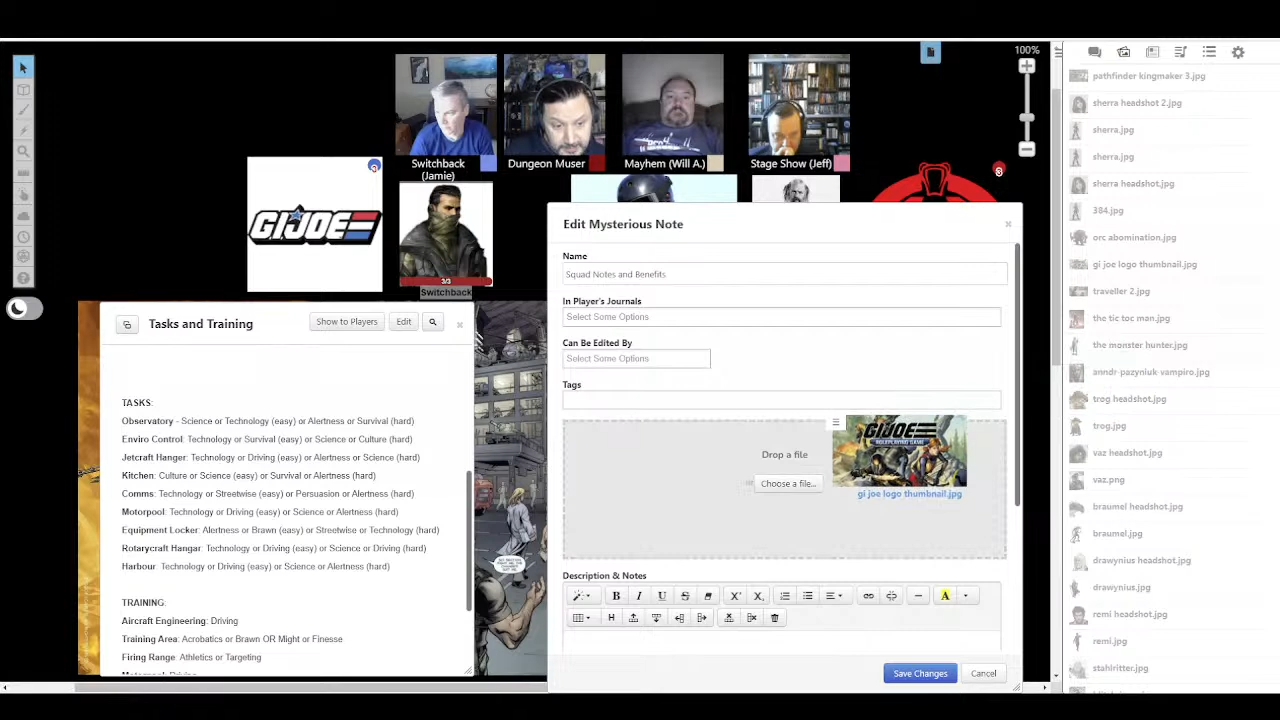 100%
Switchback
(Jamie)
Dungeon Muser
Mayhem (Will A.)
Stage Show (Jeff)
GI JOE
3/3
Switchback
Tasks and Training
Show to Players
Edit
TASKS:
Observatory - Science or Technology (easy) or Alertness or Survival (hard)
Enviro Control: Technology or Survival (easy) or Science or Culture (hard)
Jetcraft Hanger: Technology or Driving (easy) or Alertness or Science (hard)
Kitchen: Culture or Science (easy) or Survival or Alertness (hard)
Comms: Technology or Streetwise (easy) or Persuasion or Alertness (hard)
Motorpool: Technology or Driving (easy) or Science or Alertness (hard)
Equipment Locker: Alertness or Brawn (easy) or Streetwise or Technology (hard)
Rotarycraft Hangar: Technology or Driving (easy) or Science or Driving (hard)
Harbour: Technology or Driving (easy) or Science or Alertness (hard)
TRAINING:
Aircraft Engineering: Driving
Training Area: Acrobatics or Brawn OR Might or Finesse
Firing Range: Athletics or Targeting
Edit Mysterious Note
Name
Squad Notes and Benefits
In Player's Journals
Select Some Options
Can Be Edited By
Select Some Options
Tags
Drop a file
Choose a file...
GI JOE
ROLEPLAYING GAME
gi joe logo thumbnail.jpg
Description & Notes
Save Changes
Cancel
pathfinder kingmaker 3.jpg
sherra headshot 2.jpg
sherra.jpg
sherra.jpg
sherra headshot.jpg
384.jpg
orc abomination.jpg
gi joe logo thumbnail.jpg
traveller 2.jpg
the tic toc man.jpg
the monster hunter.jpg
anndr-pazyniuk-vampiro.jpg
trog headshot.jpg
trog.jpg
vaz headshot.jpg
vaz.png
braumel headshot.jpg
braumel.jpg
drawynius headshot.jpg
drawynius.jpg
remi headshot.jpg
remi.jpg
stahlritter.jpg